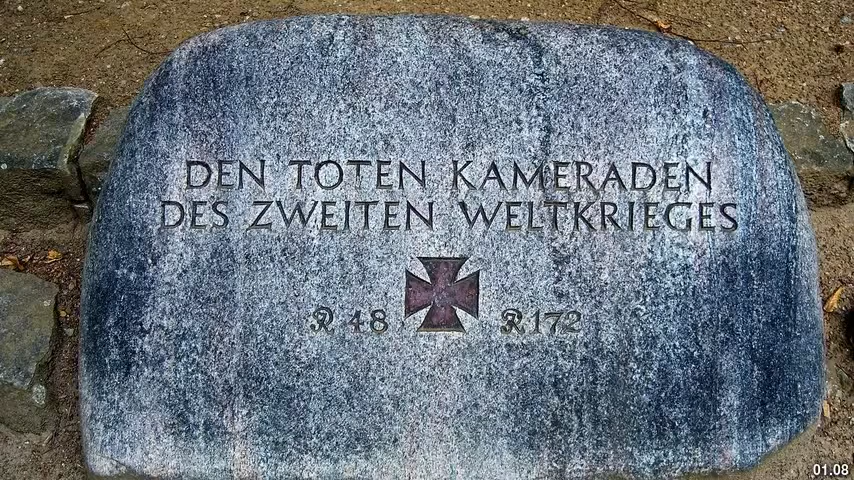 DEN TOTEN KAMERADEN
DES ZWEITEN WELTKRIEGES
R 48 R 172
01.08